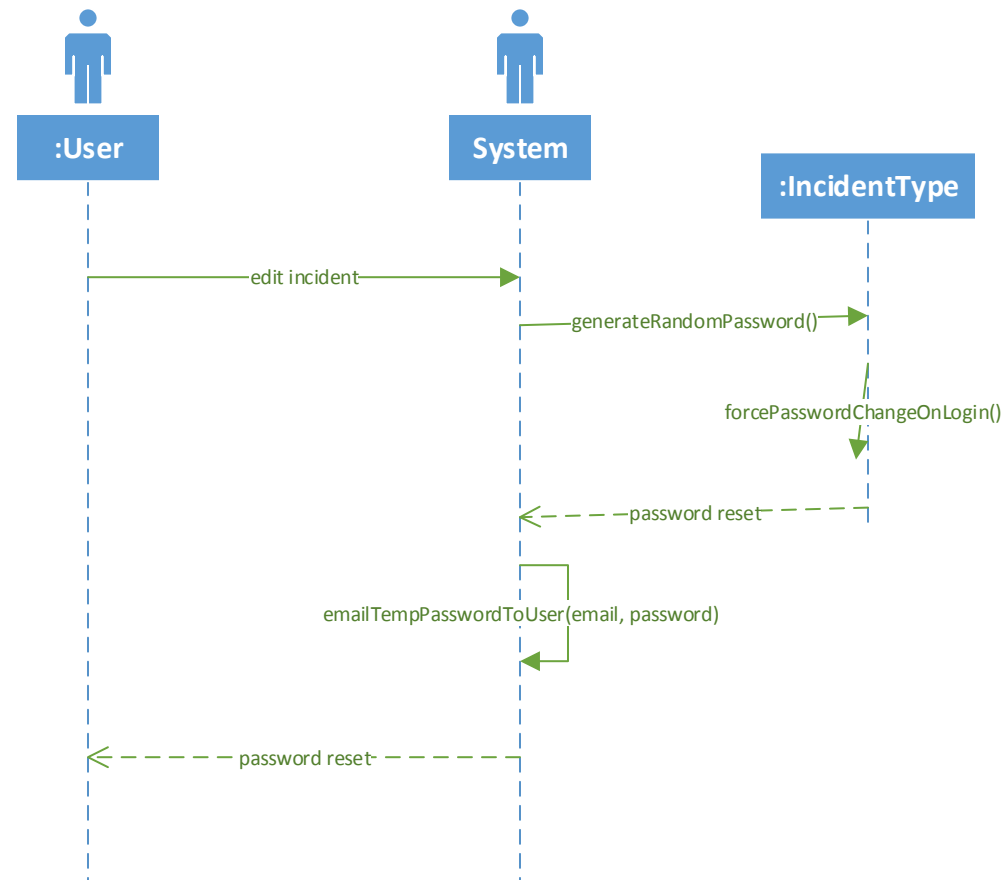 :User
System
:IncidentType
edit incident
generateRandomPassword()
forcePasswordChangeOnLogin()
password reset
emailTempPasswordToUser(email, password)
password reset